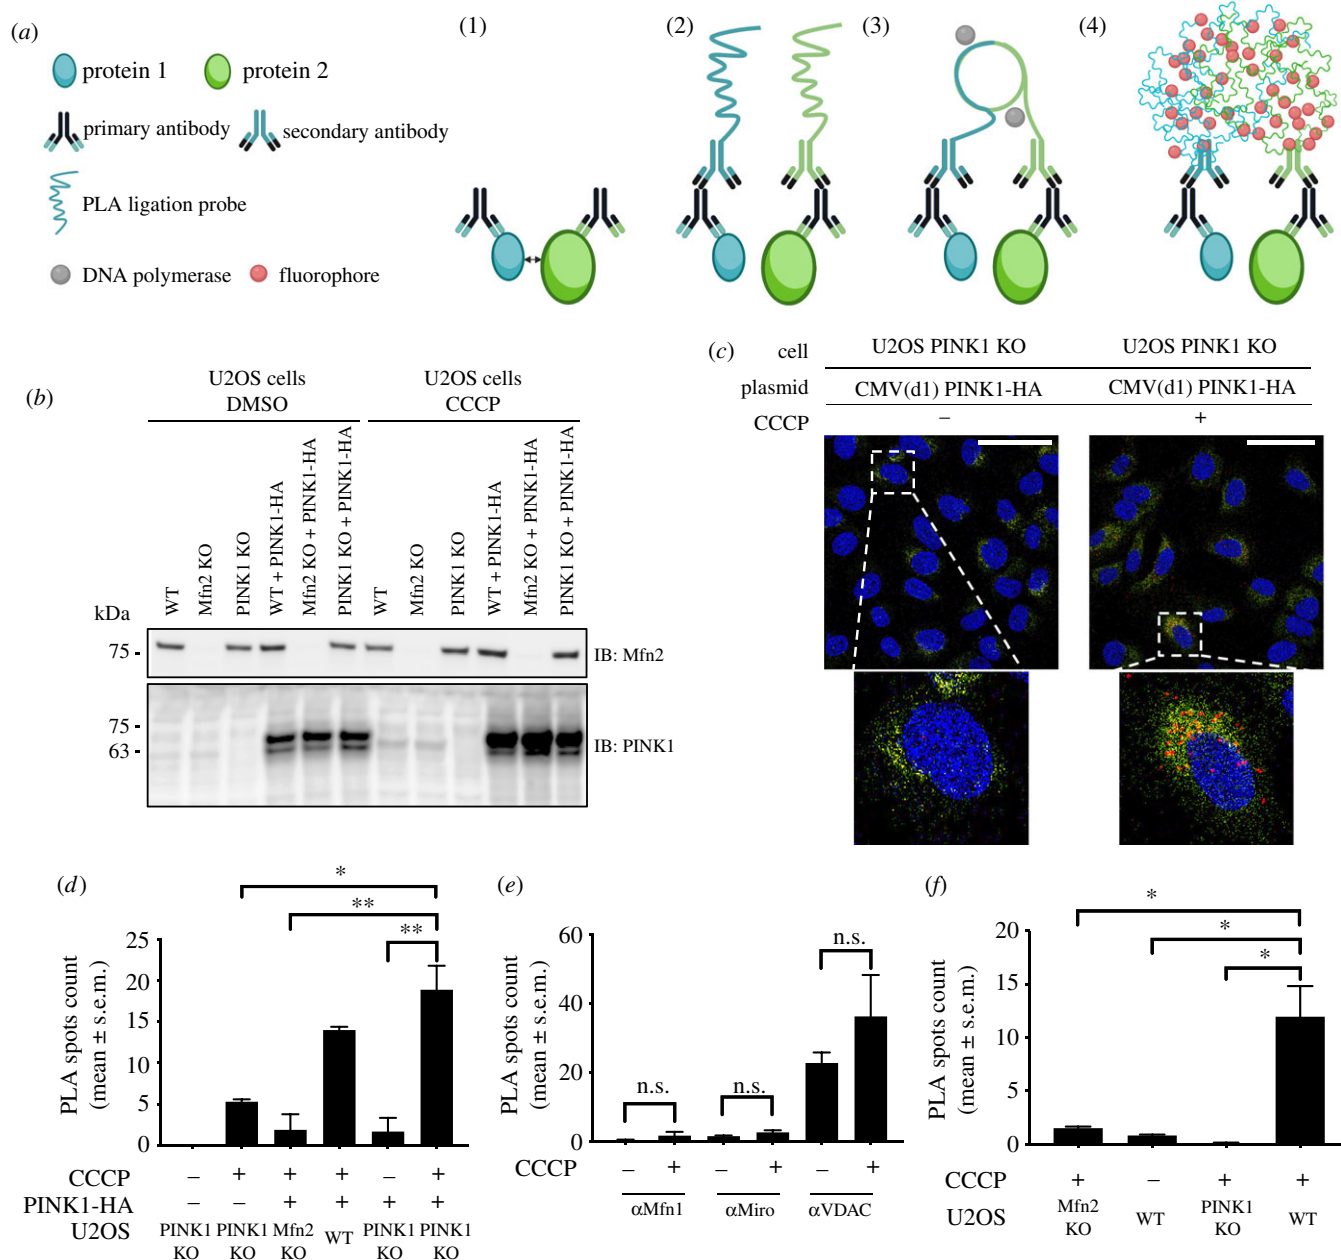 (a)
protein 1
protein 2
primary antibody
secondary antibody
PLA ligation probe
DNA polymerase
fluorophore
(1)
(2)
(3)
(4)
(b)
U2OS cells
DMSO
U2OS cells
CCCP
WT
Mfn2 KO
PINK1 KO
WT + PINK1-HA
Mfn2 KO + PINK1-HA
PINK1 KO + PINK1-HA
WT
Mfn2 KO
PINK1 KO
WT + PINK1-HA
Mfn2 KO + PINK1-HA
PINK1 KO + PINK1-HA
kDa
75
IB: Mfn2
75
63
IB: PINK1
(c)
cell
U2OS PINK1 KO
U2OS PINK1 KO
plasmid
CMV(d1) PINK1-HA
CMV(d1) PINK1-HA
CCCP
–
+
(d)
*
**
**
PLA spots count
(mean ± s.e.m.)
25
20
15
10
5
0
CCCP
– + + + – +
PINK1-HA
– – + + + +
U2OS
PINK1 KO
PINK1 KO
Mfn2 KO
WT
PINK1 KO
PINK1 KO
(e)
PLA spots count
(mean ± s.e.m.)
60
40
20
0
n.s.
n.s.
n.s.
CCCP
– + – + – +
αMfn1
αMiro
αVDAC
(f)
*
*
*
PLA spots count
(mean ± s.e.m.)
20
15
10
5
0
CCCP
+ – + +
U2OS
Mfn2 KO
WT
PINK1 KO
WT